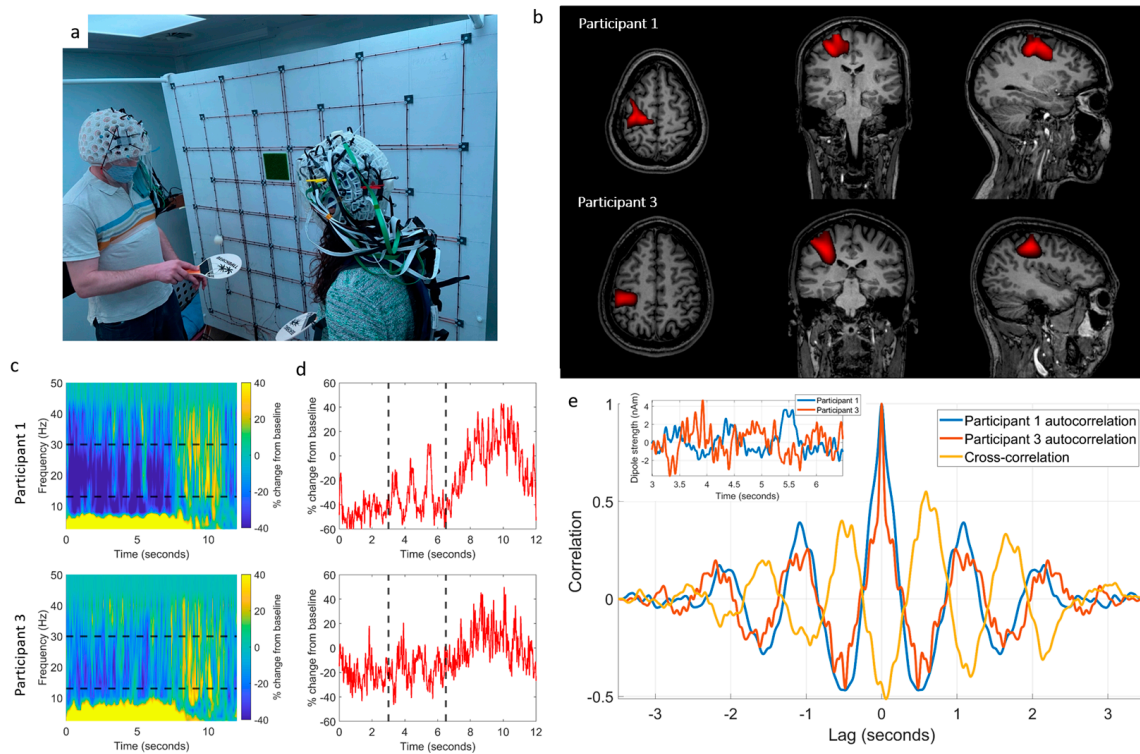 a
b
Participant 1
Participant 3
c
Participant 1
Frequency (Hz)
50
40
30
20
10
0
5
10
Time (seconds)
40
20
0
-20
-40
% change from baseline
Participant 3
Frequency (Hz)
50
40
30
20
10
0
5
10
Time (seconds)
40
20
0
-20
-40
% change from baseline
d
% change from baseline
60
40
20
0
-20
-40
-60
0 2 4 6 8 10 12
Time (seconds)
% change from baseline
60
40
20
0
-20
-40
-60
0 2 4 6 8 10 12
Time (seconds)
e
Dipole strength (nAm)
4
2
0
-2
3 3.5 4 4.5 5 5.5 6
Time (seconds)
Participant 1
Participant 3
Participant 1 autocorrelation
Participant 3 autocorrelation
Cross-correlation
Correlation
1
0.5
0
-0.5
-3 -2 -1 0 1 2 3
Lag (seconds)